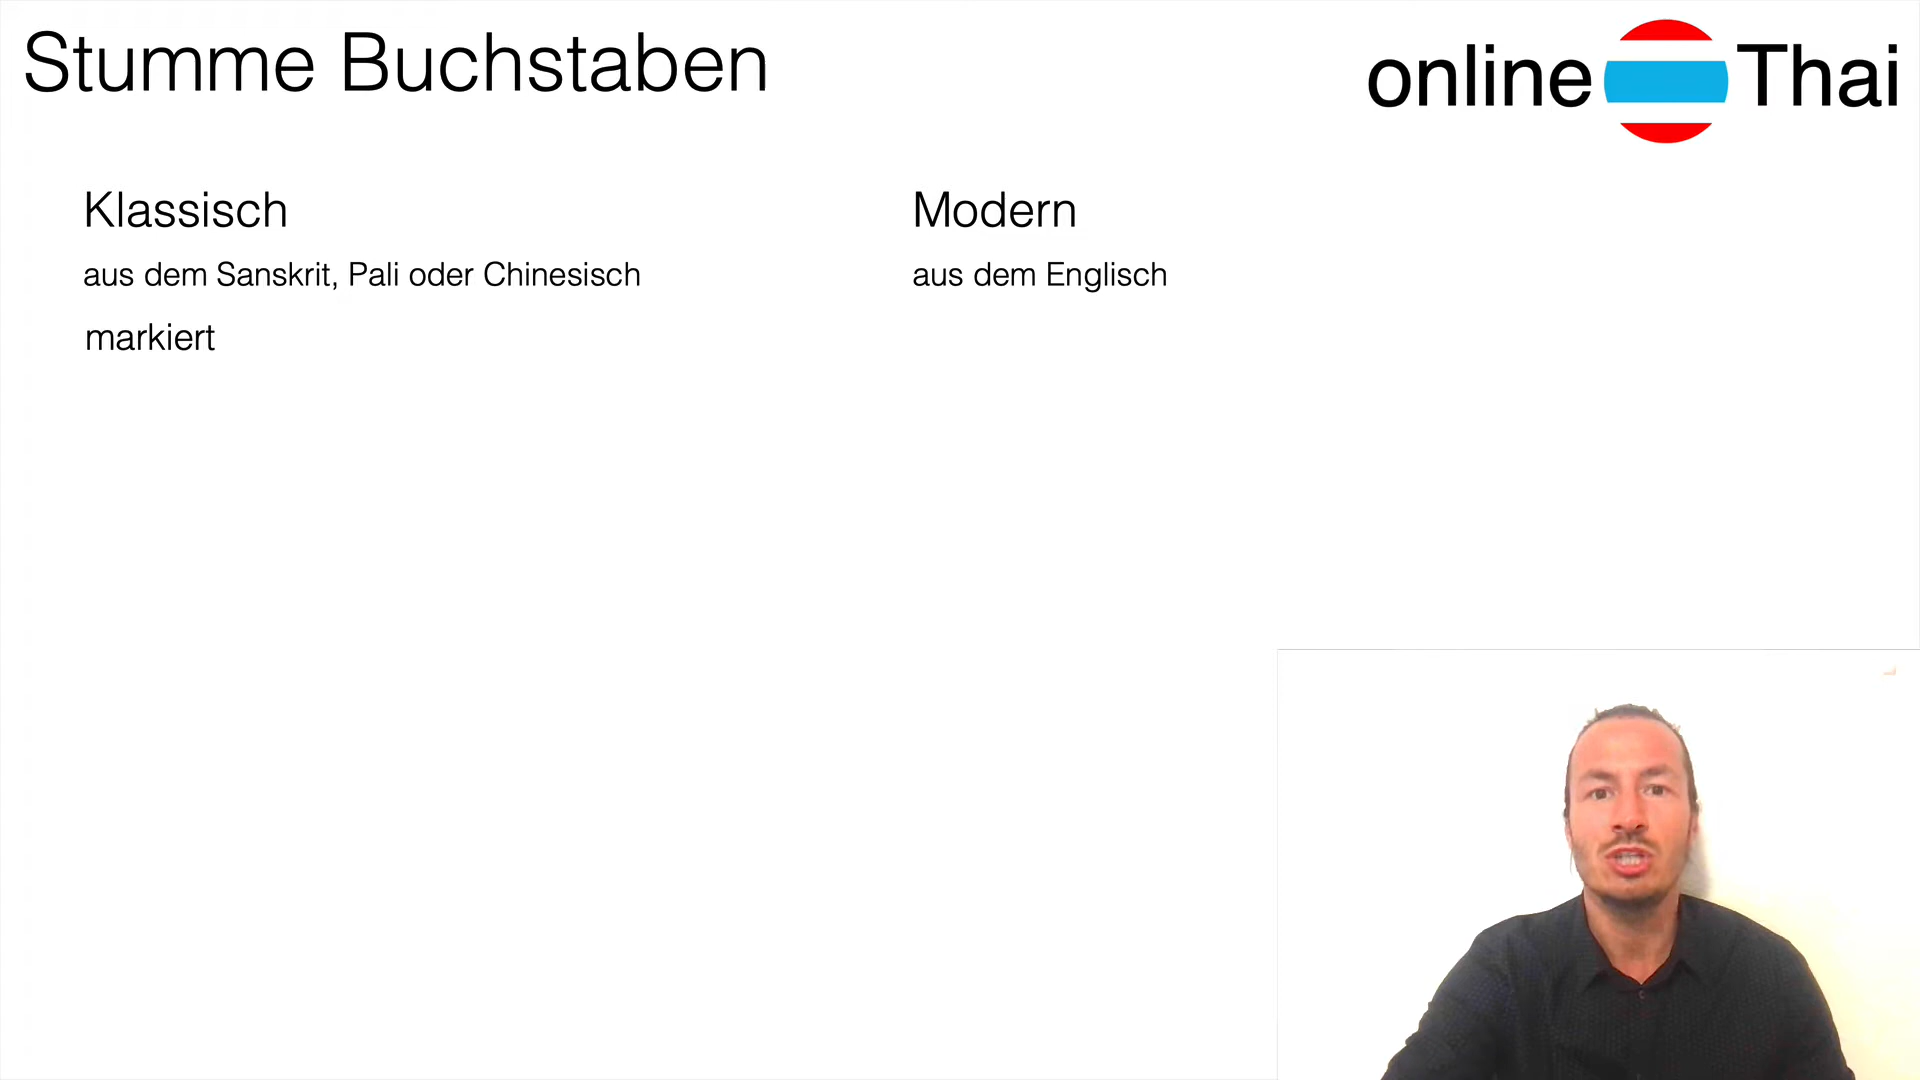 Stumme Buchstaben
online Thai
Klassisch
aus dem Sanskrit, Pali oder Chinesisch
markiert
Modern
aus dem Englisch